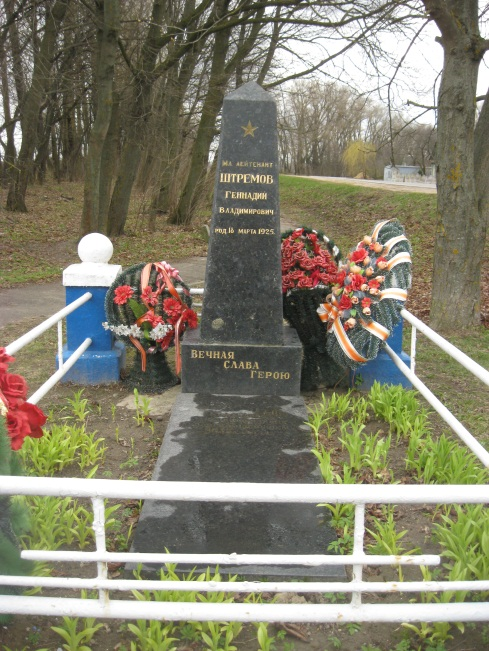 Мл лейтенант
ШТРЕМОВ
ГЕННАДИЙ
ВЛАДИМИРОВИЧ
РОД 16 МАРТА 1925.
ВЕЧНАЯ
СЛАВА
ГЕРОЮ